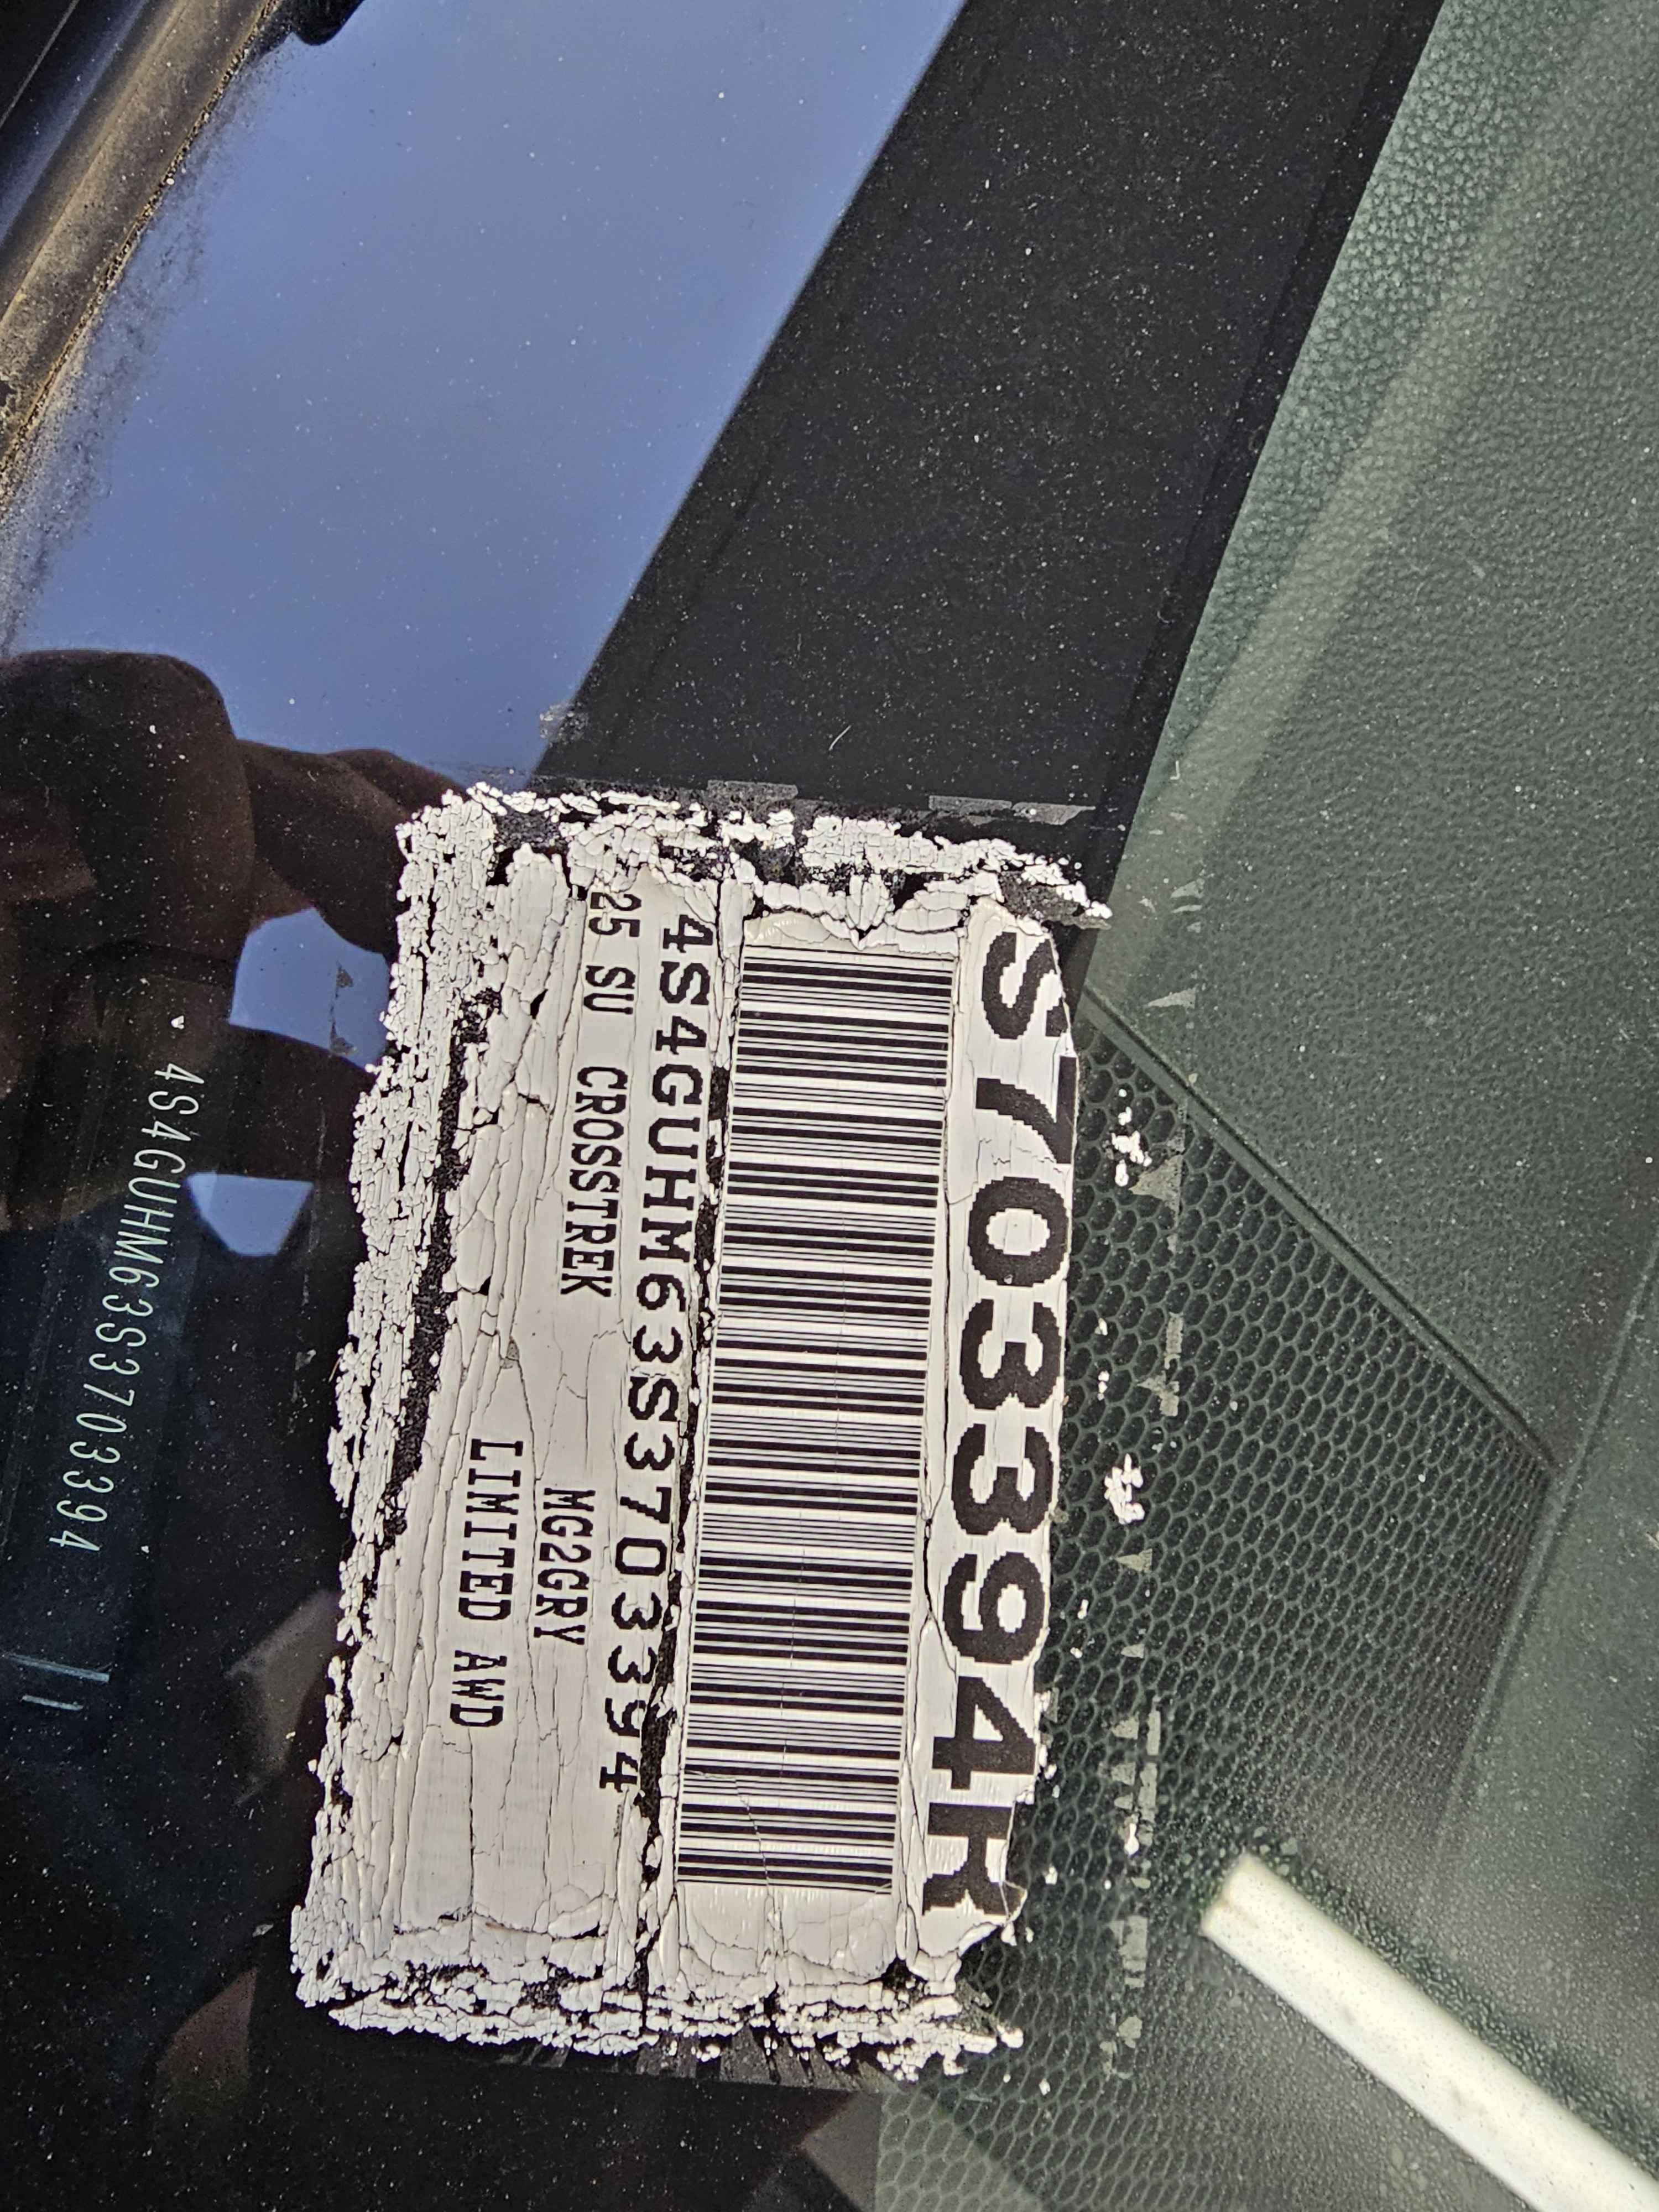 S703394R
4S4GUHM63S3703394
25 SU CROSSTREK
MG2GRY
LIMITED AWD
4S4GUHM63S3703394